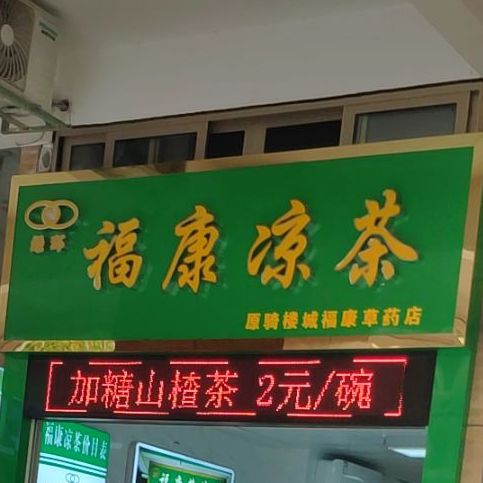 福康凉茶
原骑楼城福康草药店
加糖山楂茶 2元/碗
福康凉茶价目表